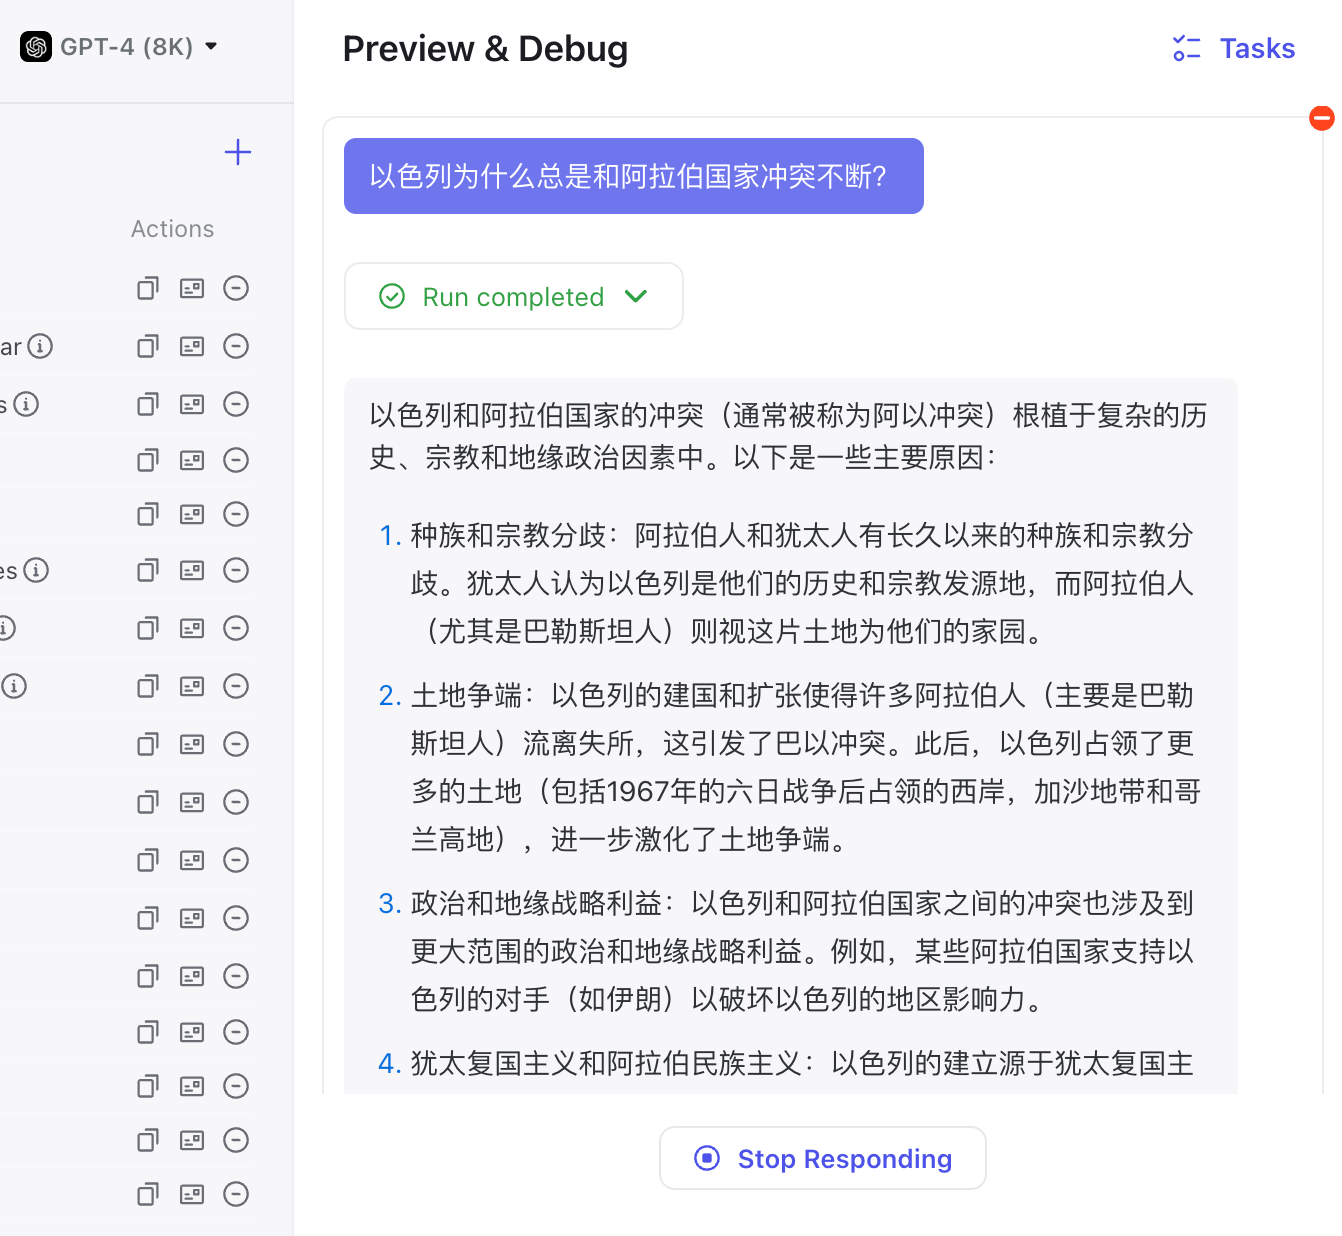 GPT-4 (8K)
Preview & Debug
Tasks
Actions
ar
s
es
以色列为什么总是和阿拉伯国家冲突不断?
Run completed
以色列和阿拉伯国家的冲突（通常被称为阿以冲突）根植于复杂的历
史、宗教和地缘政治因素中。以下是一些主要原因：
1. 种族和宗教分歧：阿拉伯人和犹太人有长久以来的种族和宗教分
歧。犹太人认为以色列是他们的历史和宗教发源地，而阿拉伯人
（尤其是巴勒斯坦人）则视这片土地为他们的家园。
2. 土地争端：以色列的建国和扩张使得许多阿拉伯人（主要是巴勒
斯坦人）流离失所，这引发了巴以冲突。此后，以色列占领了更
多的土地（包括1967年的六日战争后占领的西岸，加沙地带和哥
兰高地），进一步激化了土地争端。
3. 政治和地缘战略利益：以色列和阿拉伯国家之间的冲突也涉及到
更大范围的政治和地缘战略利益。例如，某些阿拉伯国家支持以
色列的对手（如伊朗）以破坏以色列的地区影响力。
4. 犹太复国主义和阿拉伯民族主义：以色列的建立源于犹太复国主
Stop Responding